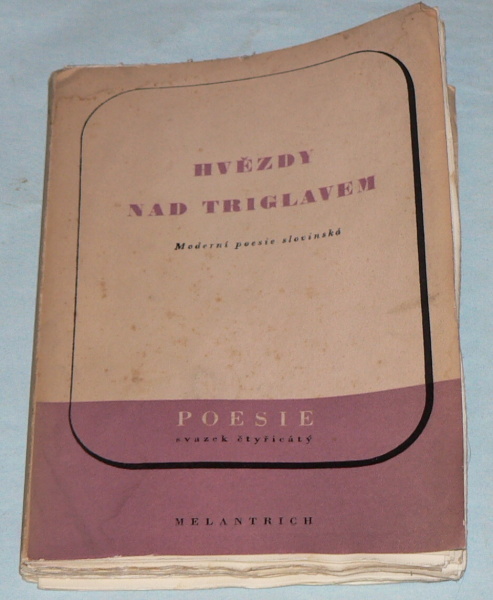 HVĚZDY
NAD TRIGLAVEM
Moderní poesie slovinská
POESIE
svazek čtyřicátý
MELANTRICH